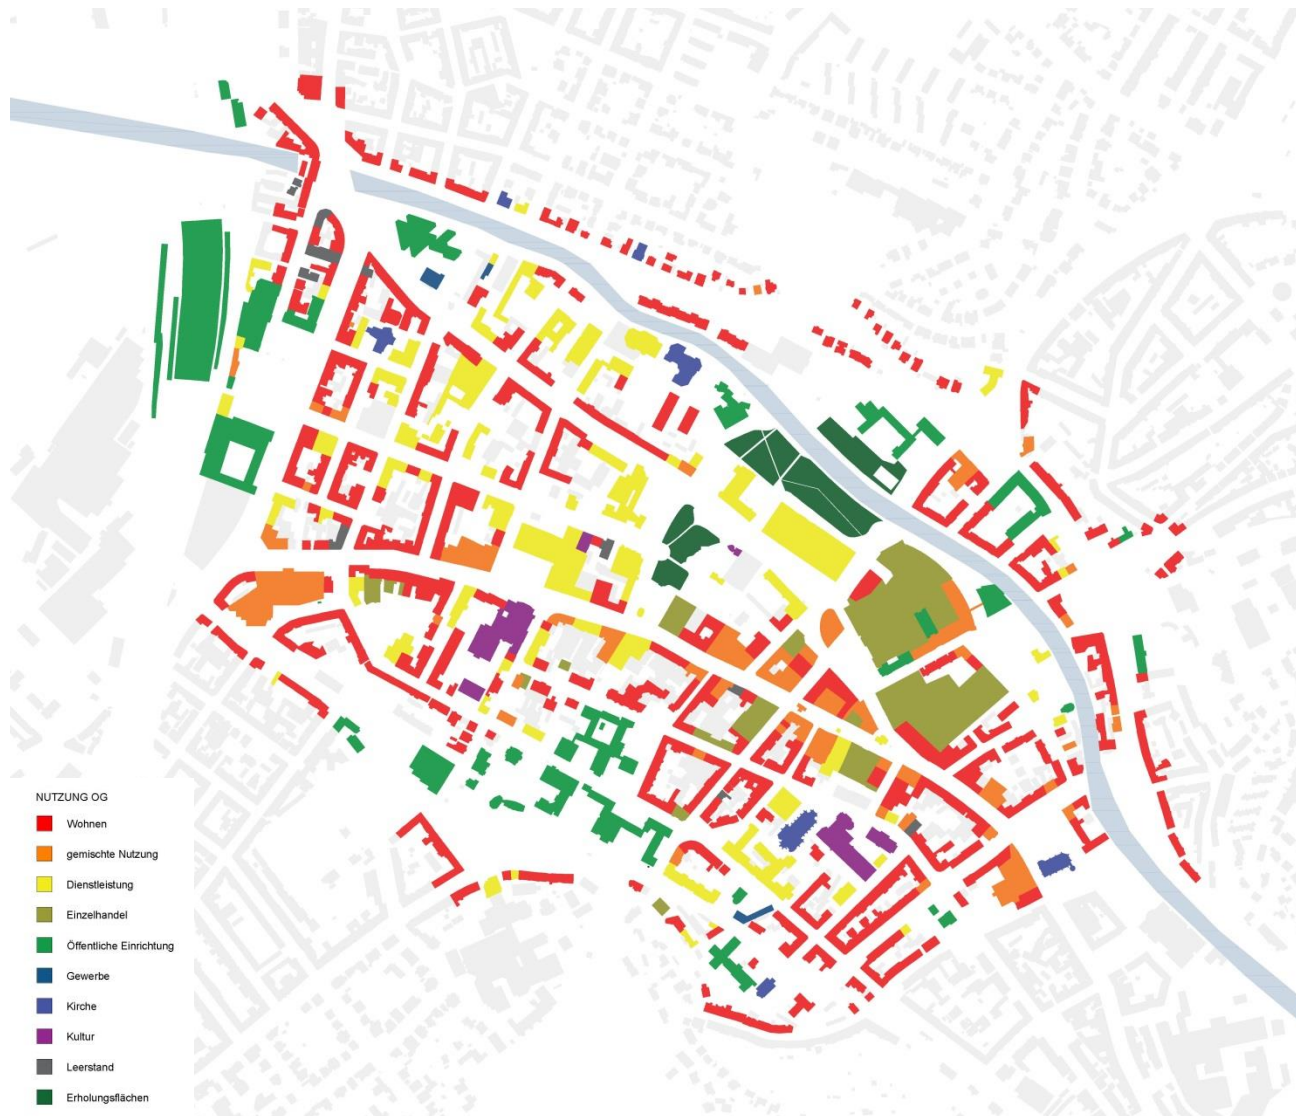 NUTZUNG OG
Wohnen
gemischte Nutzung
Dienstleistung
Einzelhandel
Öffentliche Einrichtung
Gewerbe
Kirche
Kultur
Leerstand
Erholungsflächen